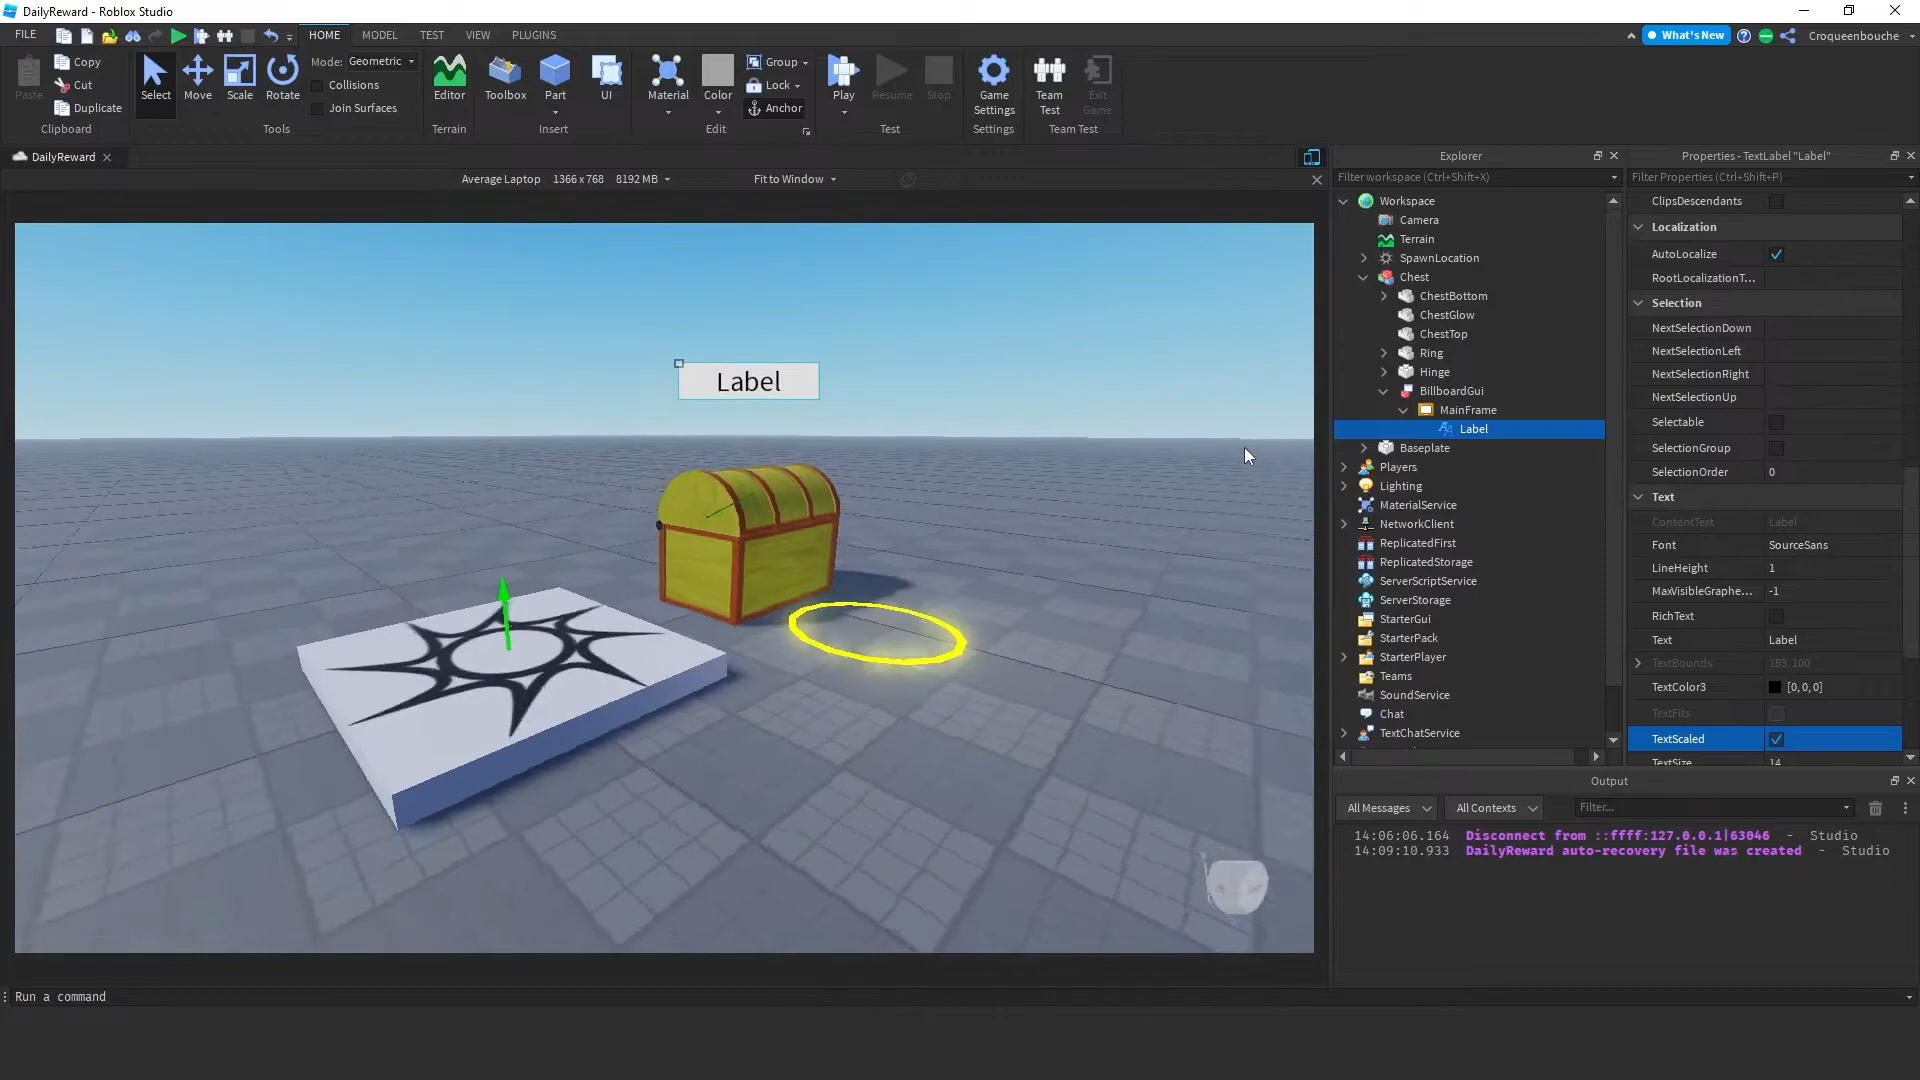 DailyReward - Roblox Studio
FILE
HOME
MODEL
TEST
VIEW
PLUGINS
What's New
Croqueenbouche
Paste
Copy
Cut
Duplicate
Clipboard
Select
Move
Scale
Rotate
Mode: Geometric
Collisions
Join Surfaces
Tools
Editor
Terrain
Toolbox
Part
UI
Insert
Material
Color
Group
Lock
Anchor
Edit
Play
Resume
Stop
Test
Game
Settings
Settings
Team
Test
Exit
Game
Team Test
DailyReward
Average Laptop 1366 x 768 8192 MB
Fit to Window
Label
Explorer
Filter workspace (Ctrl+Shift+X)
Workspace
Camera
Terrain
SpawnLocation
Chest
ChestBottom
ChestGlow
ChestTop
Ring
Hinge
BillboardGui
MainFrame
Label
Baseplate
Players
Lighting
MaterialService
NetworkClient
ReplicatedFirst
ReplicatedStorage
ServerScriptService
ServerStorage
StarterGui
StarterPack
StarterPlayer
Teams
SoundService
Chat
TextChatService
Properties - TextLabel "Label"
Filter Properties (Ctrl+Shift+P)
ClipsDescendants
Localization
AutoLocalize
RootLocalizationT...
Selection
NextSelectionDown
NextSelectionLeft
NextSelectionRight
NextSelectionUp
Selectable
SelectionGroup
SelectionOrder 0
Text
ContentText Label
Font SourceSans
LineHeight 1
MaxVisibleGraphe... -1
RichText
Text Label
TextBounds 183, 100
TextColor3 [0, 0, 0]
TextFits
TextScaled
TextSize 14
Output
All Messages
All Contexts
Filter...
14:06:06.164 Disconnect from ::ffff:127.0.0.1|63046 - Studio
14:09:10.933 DailyReward auto-recovery file was created - Studio
Run a command